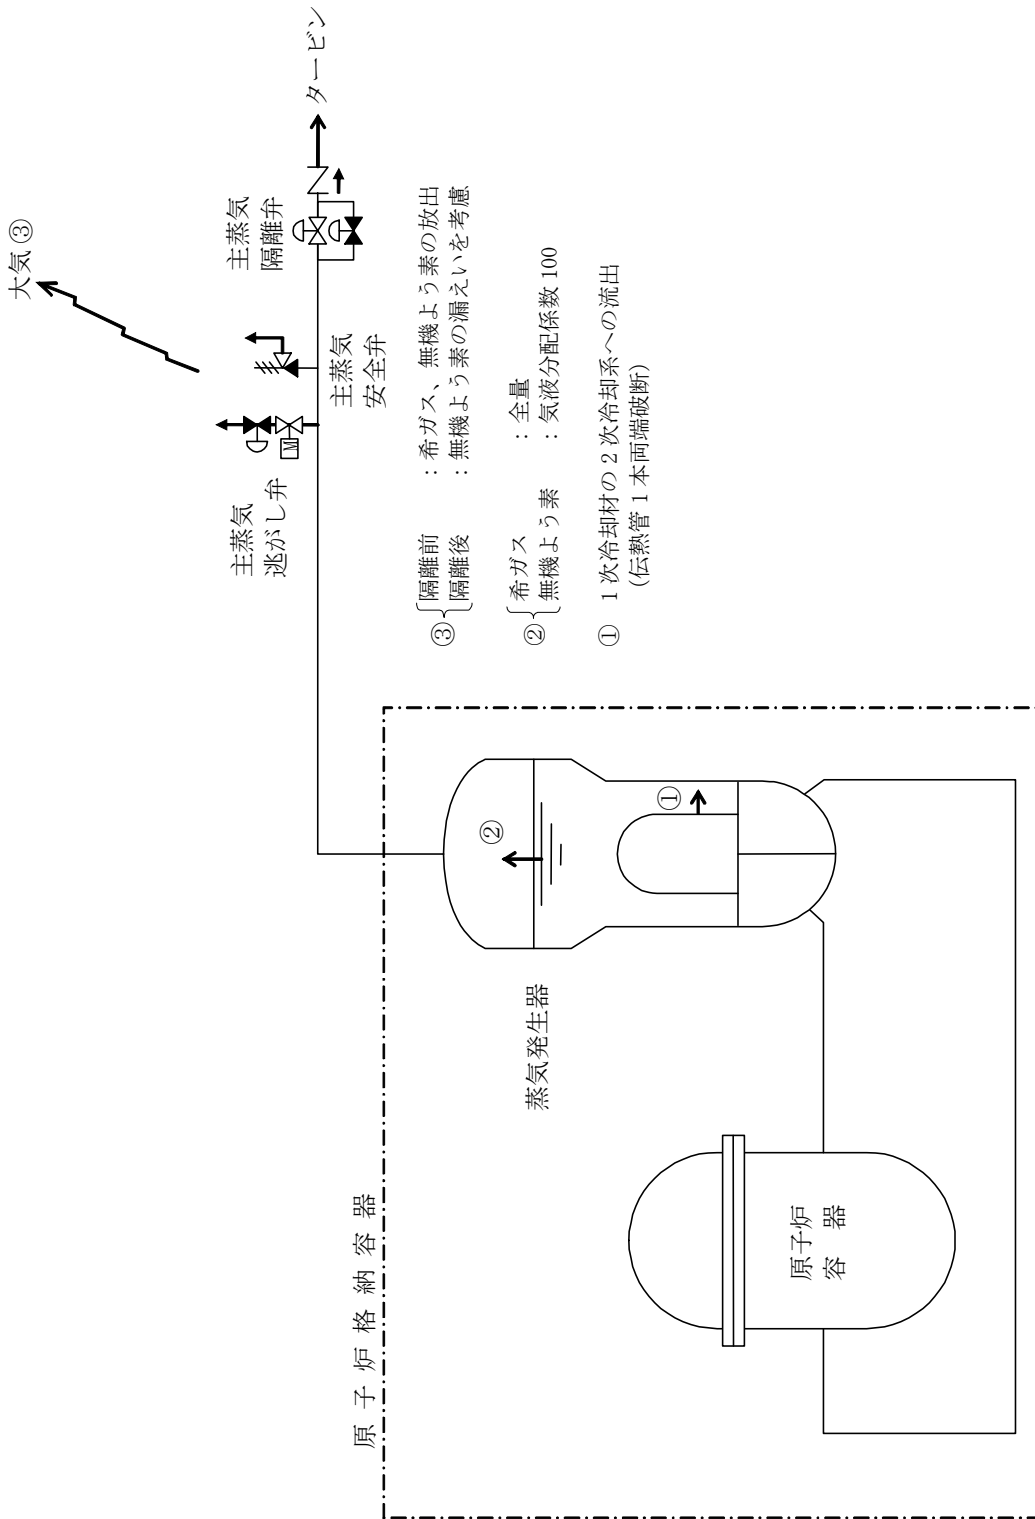 大気 ③
タービン
主蒸気
隔離弁
主蒸気
安全弁
主蒸気
逃がし弁
M
③ 隔離前 : 希ガス、無機よう素の放出
隔離後 : 無機よう素の漏えいを考慮
② 希ガス : 全量
無機よう素 : 気液分配係数 100
① 1 次冷却材の 2 次冷却系への流出
(伝熱管 1 本両端破断)
原 子 炉 格 納 容 器
②
①
蒸気発生器
原子炉
容 器